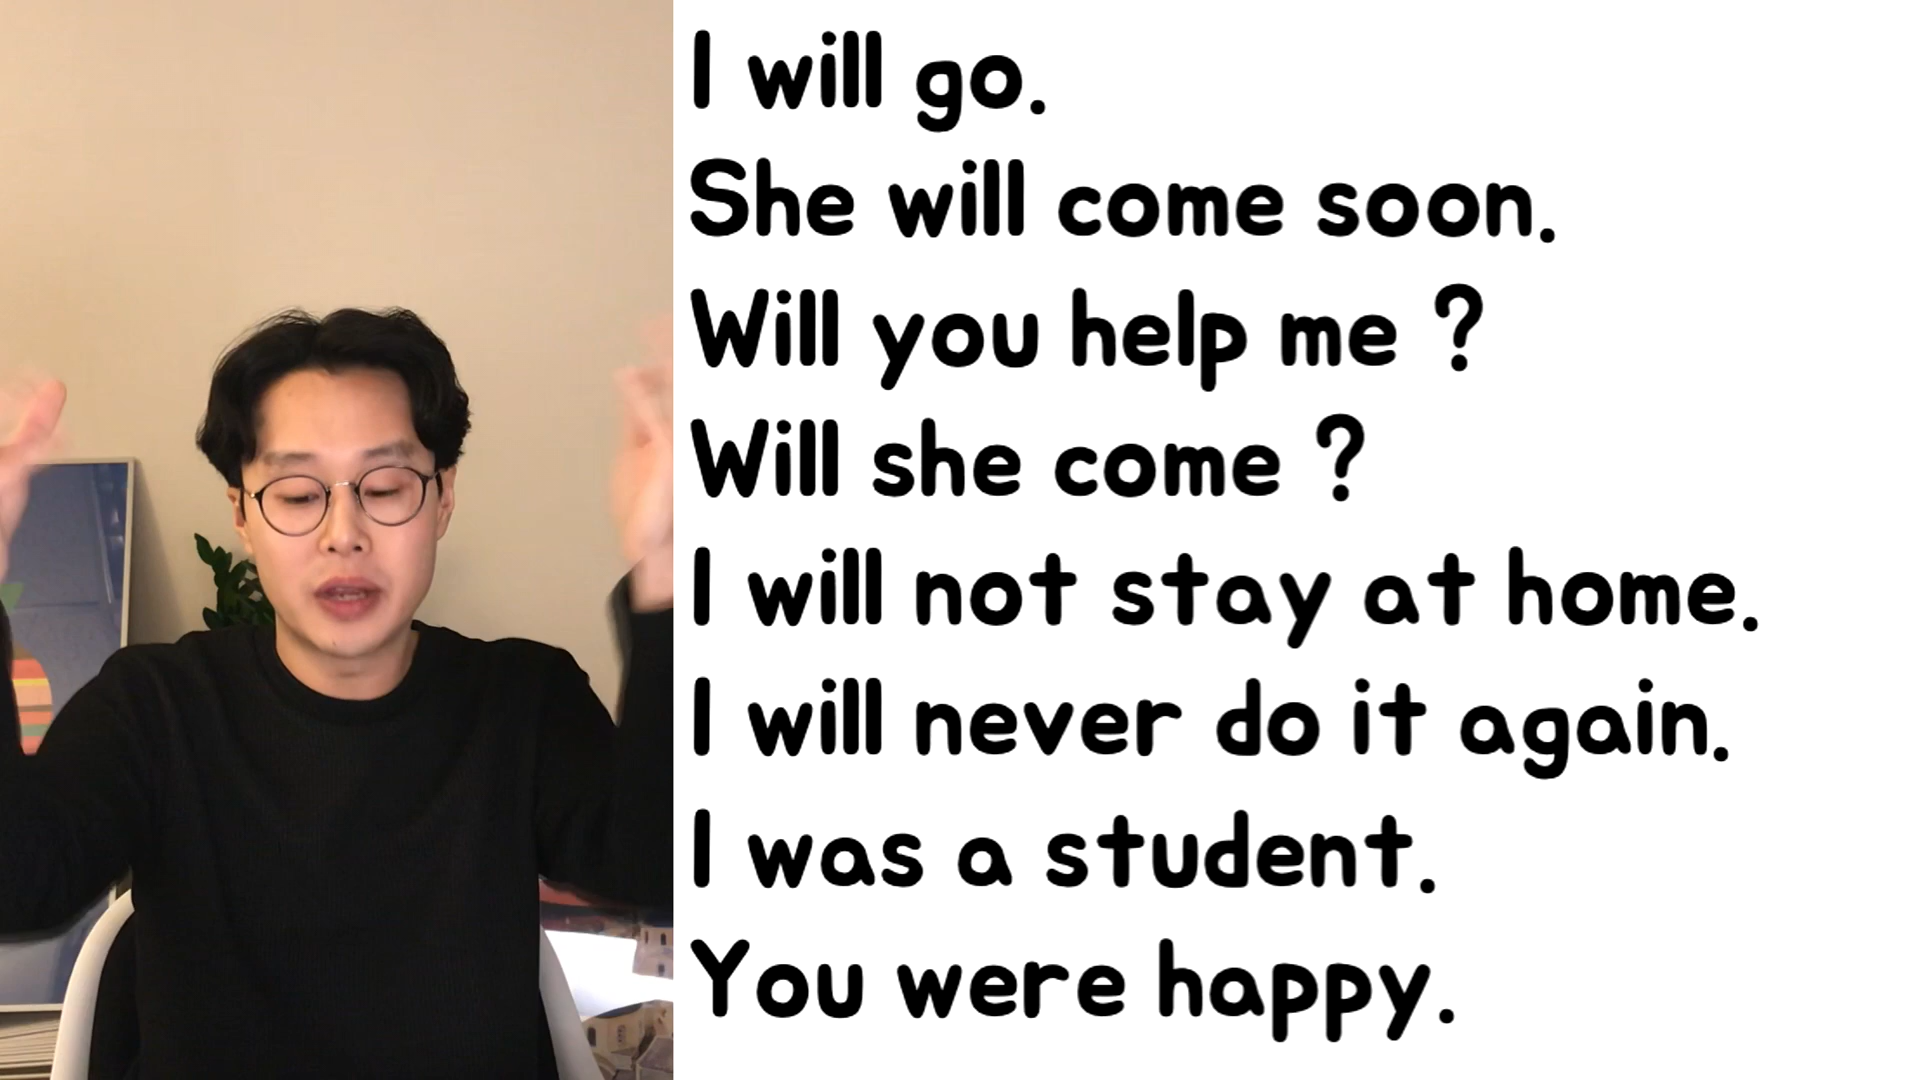 I will go.
She will come soon.
Will you help me ?
Will she come ?
I will not stay at home.
I will never do it again.
I was a student.
You were happy.